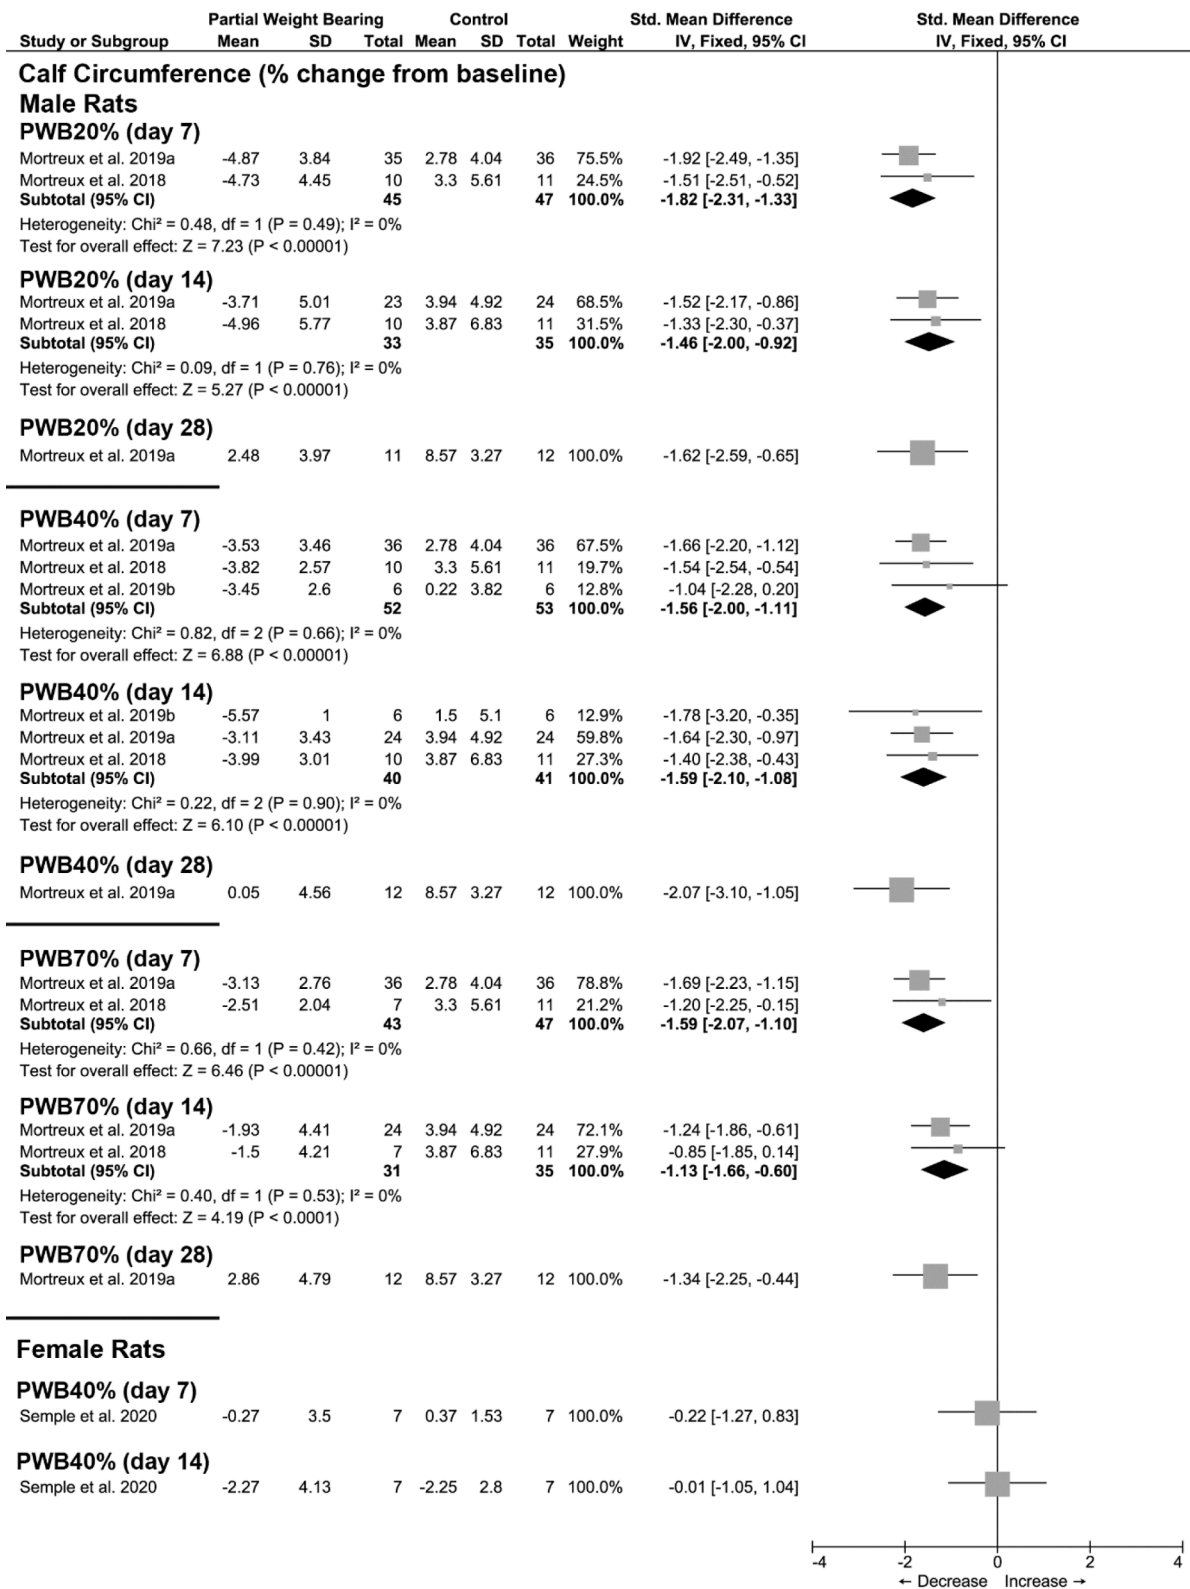 Partial Weight Bearing Control Std. Mean Difference Std. Mean Difference
Study or Subgroup Mean SD Total Mean SD Total Weight IV, Fixed, 95% CI IV, Fixed, 95% CI
Calf Circumference (% change from baseline)
Male Rats
PWB20% (day 7)
Mortreux et al. 2019a -4.87 3.84 35 2.78 4.04 36 75.5% -1.92 [-2.49, -1.35]
Mortreux et al. 2018 -4.73 4.45 10 3.3 5.61 11 24.5% -1.51 [-2.51, -0.52]
Subtotal (95% CI) 45 47 100.0% -1.82 [-2.31, -1.33]
Heterogeneity: Chi² = 0.48, df = 1 (P = 0.49); I² = 0%
Test for overall effect: Z = 7.23 (P < 0.00001)
PWB20% (day 14)
Mortreux et al. 2019a -3.71 5.01 23 3.94 4.92 24 68.5% -1.52 [-2.17, -0.86]
Mortreux et al. 2018 -4.96 5.77 10 3.87 6.83 11 31.5% -1.33 [-2.30, -0.37]
Subtotal (95% CI) 33 35 100.0% -1.46 [-2.00, -0.92]
Heterogeneity: Chi² = 0.09, df = 1 (P = 0.76); I² = 0%
Test for overall effect: Z = 5.27 (P < 0.00001)
PWB20% (day 28)
Mortreux et al. 2019a 2.48 3.97 11 8.57 3.27 12 100.0% -1.62 [-2.59, -0.65]
PWB40% (day 7)
Mortreux et al. 2019a -3.53 3.46 36 2.78 4.04 36 67.5% -1.66 [-2.20, -1.12]
Mortreux et al. 2018 -3.82 2.57 10 3.3 5.61 11 19.7% -1.54 [-2.54, -0.54]
Mortreux et al. 2019b -3.45 2.6 6 0.22 3.82 6 12.8% -1.04 [-2.28, 0.20]
Subtotal (95% CI) 52 53 100.0% -1.56 [-2.00, -1.11]
Heterogeneity: Chi² = 0.82, df = 2 (P = 0.66); I² = 0%
Test for overall effect: Z = 6.88 (P < 0.00001)
PWB40% (day 14)
Mortreux et al. 2019b -5.57 1 6 1.5 5.1 6 12.9% -1.78 [-3.20, -0.35]
Mortreux et al. 2019a -3.11 3.43 24 3.94 4.92 24 59.8% -1.64 [-2.30, -0.97]
Mortreux et al. 2018 -3.99 3.01 10 3.87 6.83 11 27.3% -1.40 [-2.38, -0.43]
Subtotal (95% CI) 40 41 100.0% -1.59 [-2.10, -1.08]
Heterogeneity: Chi² = 0.22, df = 2 (P = 0.90); I² = 0%
Test for overall effect: Z = 6.10 (P < 0.00001)
PWB40% (day 28)
Mortreux et al. 2019a 0.05 4.56 12 8.57 3.27 12 100.0% -2.07 [-3.10, -1.05]
PWB70% (day 7)
Mortreux et al. 2019a -3.13 2.76 36 2.78 4.04 36 78.8% -1.69 [-2.23, -1.15]
Mortreux et al. 2018 -2.51 2.04 7 3.3 5.61 11 21.2% -1.20 [-2.25, -0.15]
Subtotal (95% CI) 43 47 100.0% -1.59 [-2.07, -1.10]
Heterogeneity: Chi² = 0.66, df = 1 (P = 0.42); I² = 0%
Test for overall effect: Z = 6.46 (P < 0.00001)
PWB70% (day 14)
Mortreux et al. 2019a -1.93 4.41 24 3.94 4.92 24 72.1% -1.24 [-1.86, -0.61]
Mortreux et al. 2018 -1.5 4.21 7 3.87 6.83 11 27.9% -0.85 [-1.85, 0.14]
Subtotal (95% CI) 31 35 100.0% -1.13 [-1.66, -0.60]
Heterogeneity: Chi² = 0.40, df = 1 (P = 0.53); I² = 0%
Test for overall effect: Z = 4.19 (P < 0.0001)
PWB70% (day 28)
Mortreux et al. 2019a 2.86 4.79 12 8.57 3.27 12 100.0% -1.34 [-2.25, -0.44]
Female Rats
PWB40% (day 7)
Semple et al. 2020 -0.27 3.5 7 0.37 1.53 7 100.0% -0.22 [-1.27, 0.83]
PWB40% (day 14)
Semple et al. 2020 -2.27 4.13 7 -2.25 2.8 7 100.0% -0.01 [-1.05, 1.04]
-4 -2 0 2 4
← Decrease Increase →